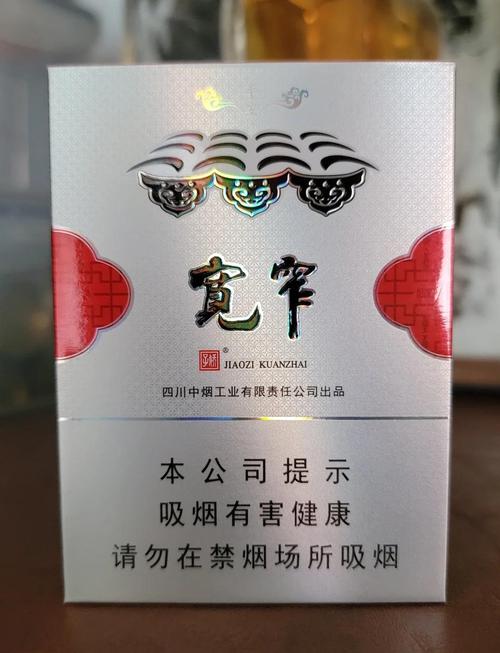 宽窄
娇子® JIAOZI KUANZHAI
四川中烟工业有限责任公司出品
本公司提示
吸烟有害健康
请勿在禁烟场所吸烟